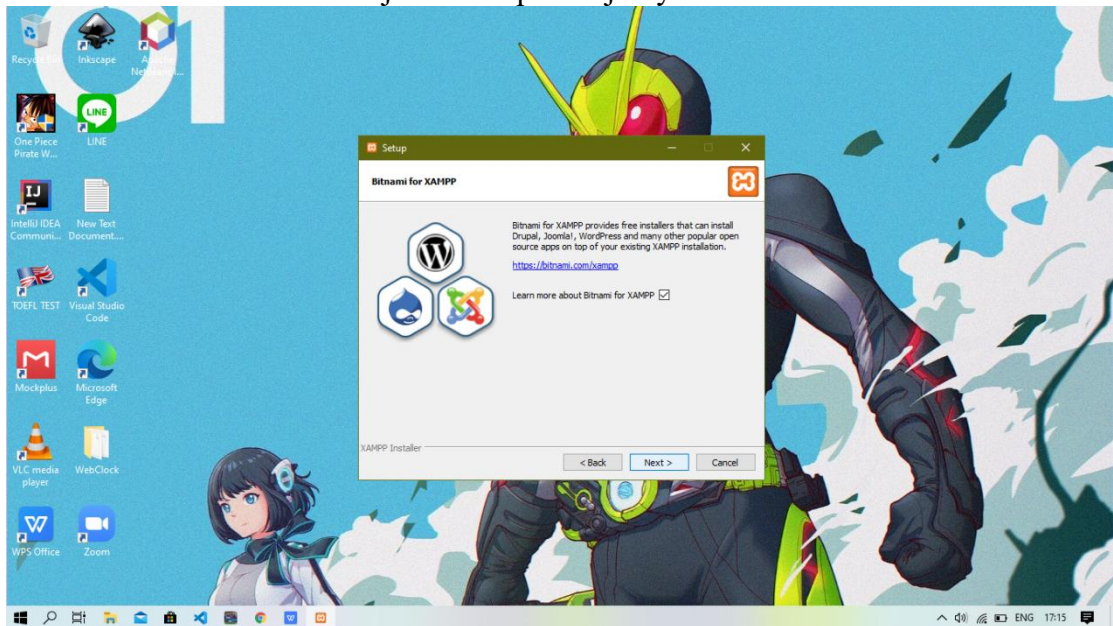 01
Recycle Bin
Inkscape
Apache
One Piece
Pirate W...
LINE
LINE
Setup
Bitnami for XAMPP
Bitnami for XAMPP provides free installers that can install
Drupal, Joomla!, WordPress and many other popular open
source apps on top of your existing XAMPP installation.
https://bitnami.com/xampp
Learn more about Bitnami for XAMPP
IJ
IntelliJ IDEA
Communi...
New Text
Document...
TOEFL TEST
Visual Studio
Code
Mockplus
Microsoft
Edge
VLC media
player
WebClock
XAMPP Installer
< Back
Next >
Cancel
WPS Office
Zoom
ENG
17:15